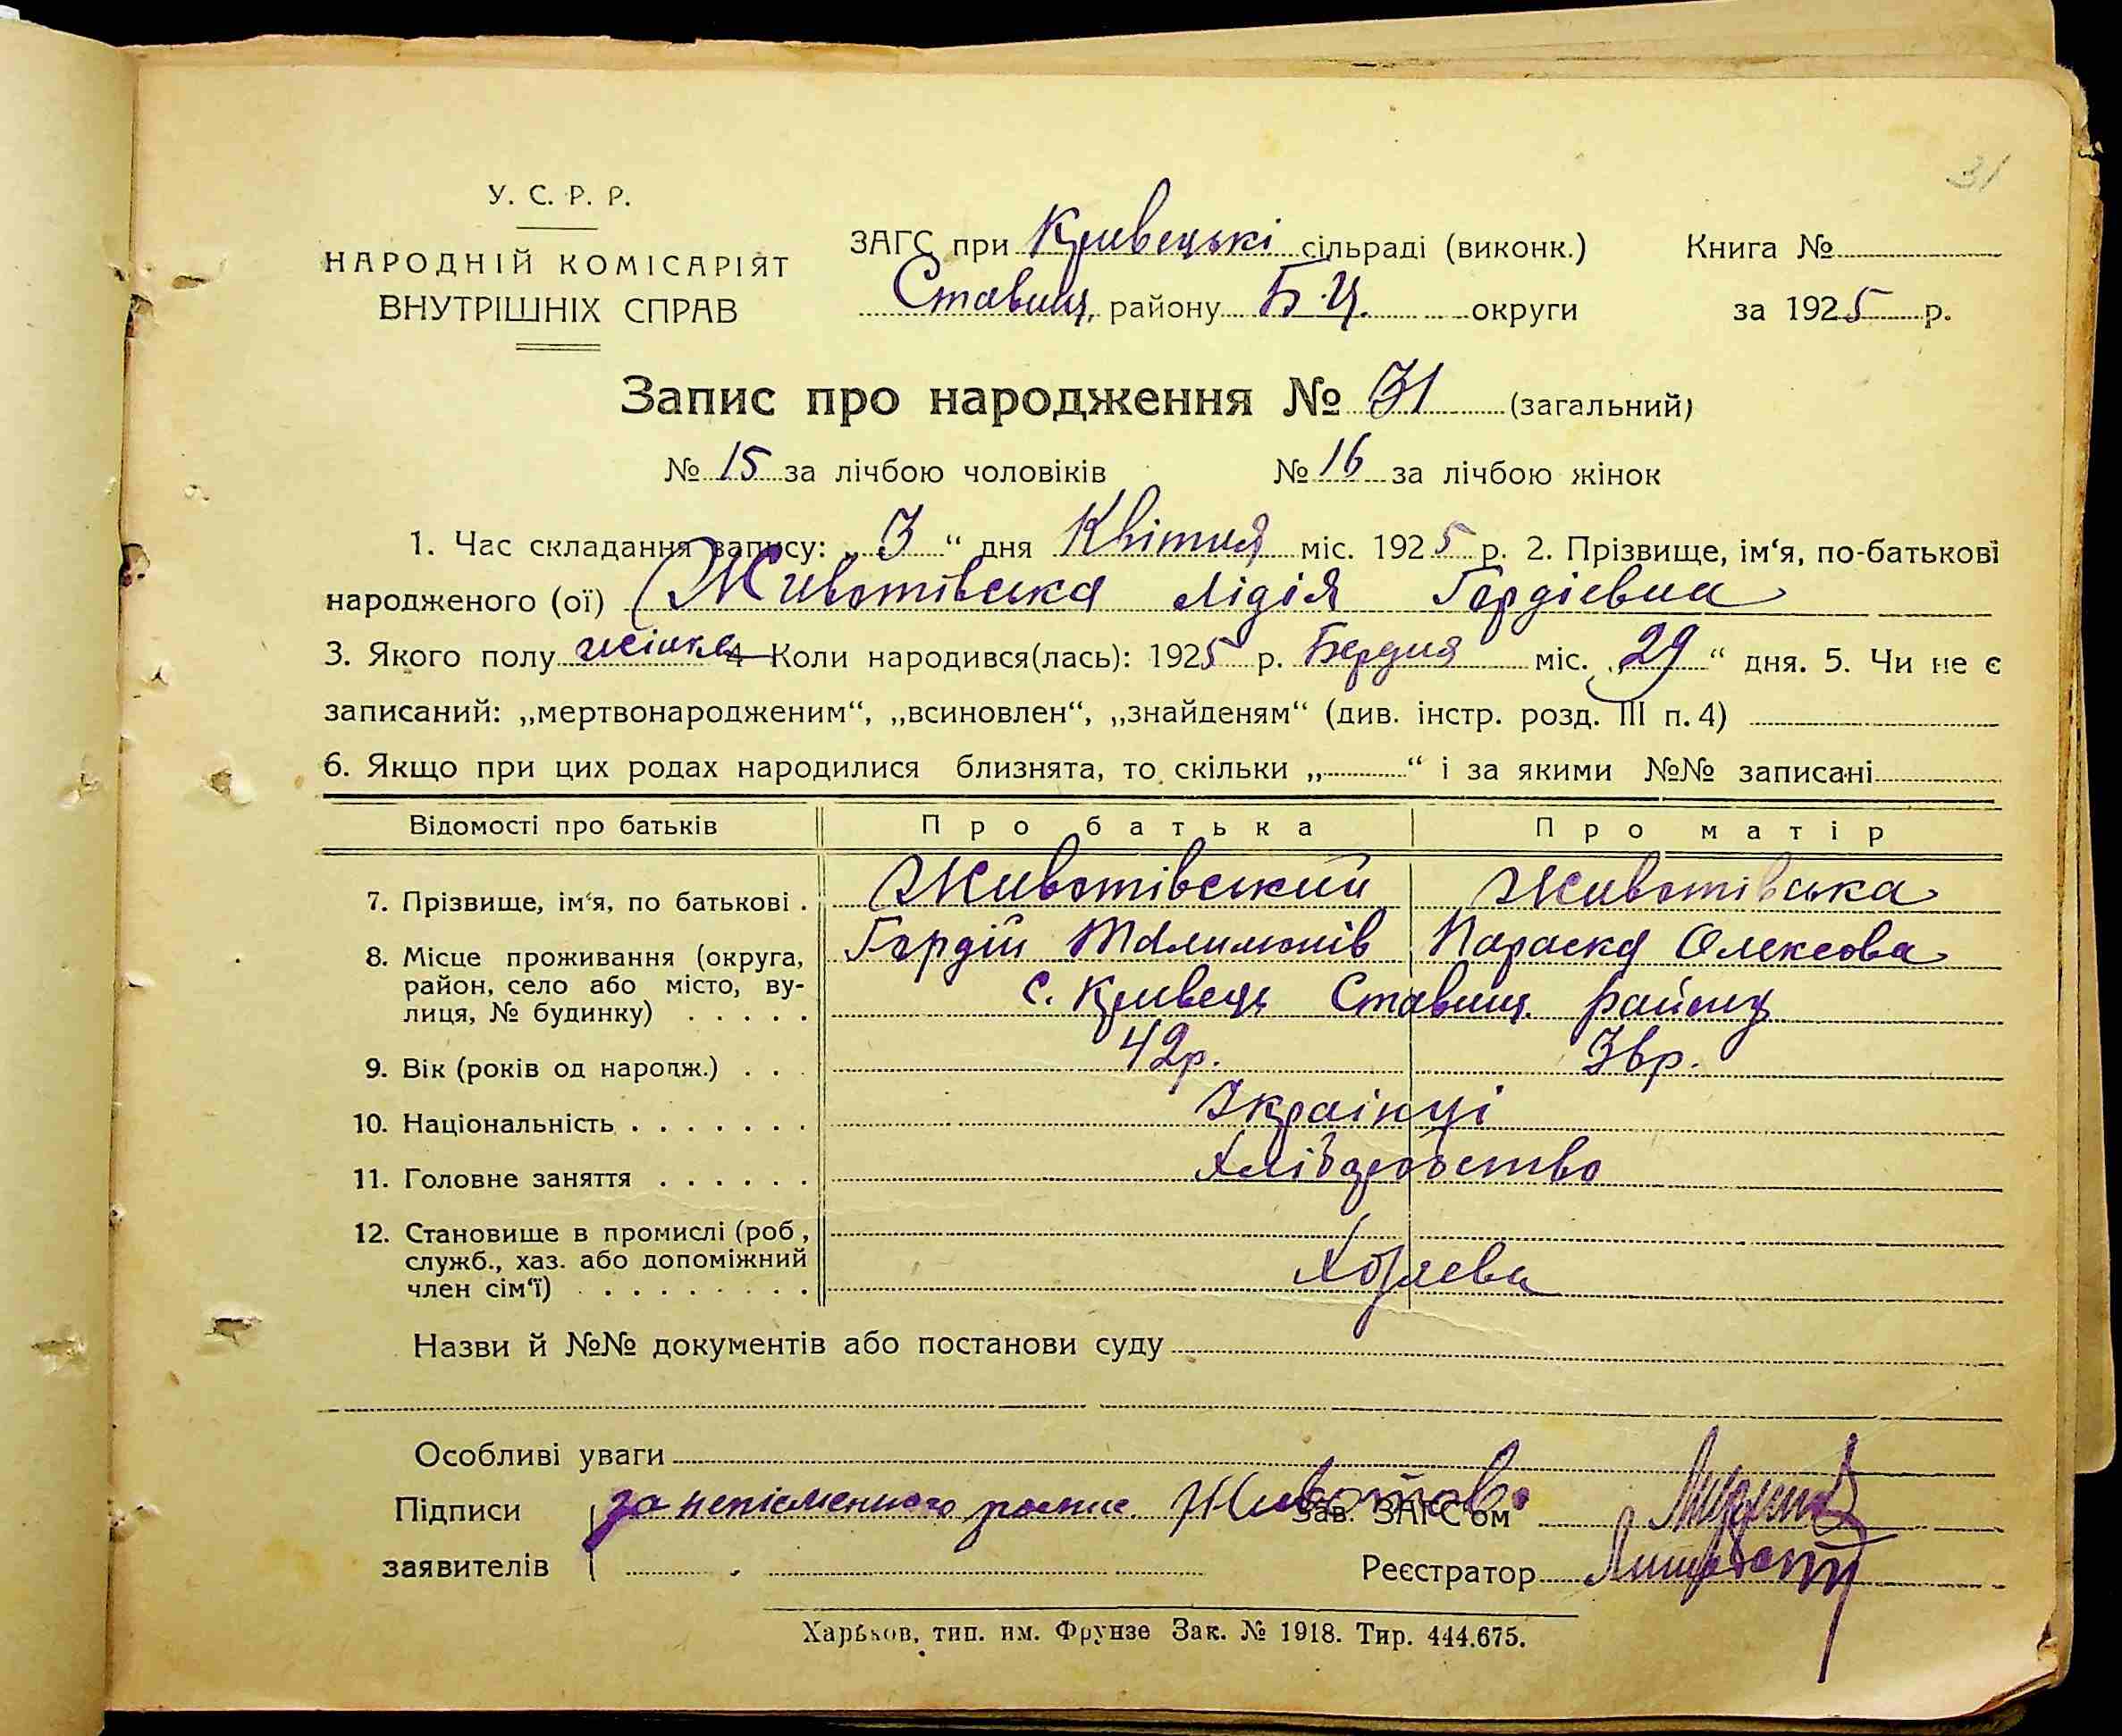 31
У. С. Р. Р.
НАРОДНІЙ КОМІСАРІЯТ
ВНУТРІШНІХ СПРАВ
ЗАГС при Кривецькі сільраді (виконк.) Книга №
Ставищ. району Б.Ц. округи за 1925 р.
Запис про народження № 31 (загальний)
№ 15 за лічбою чоловіків № 16 за лічбою жінок
1. Час складання запису: „3“ дня Квітня міс. 1925 р. 2. Прізвище, ім‘я, по-батькові
народженого (ої) Животівська Лідія Гордієвна
3. Якого полу жінка 4 Коли народився(лась): 1925 р. Березня міс. „29“ дня. 5. Чи не є
записаний: „мертвонародженим“, „всиновлен“, „знайденям“ (див. інстр. розд. III п. 4)
6. Якщо при цих родах народилися близнята, то скільки „ “ і за якими №№ записані
Відомості про батьків Про батька Про матір
7. Прізвище, ім‘я, по батькові . Животівський Животівська
8. Місце проживання (округа, Гордій Талимонів Параска Олексова
район, село або місто, ву-
лиця, № будинку) . . . . . с. Кривець Ставищ. району
9. Вік (років од народж.) . . . 42р. 36р.
10. Національність . . . . . . . Українці
11. Головне заняття . . . . . . Хліборобство
12. Становище в промислі (роб,
служб., хаз. або допоміжний
член сім‘ї) . . . . . . . . Хозяева
Назви й №№ документів або постанови суду
Особливі уваги
Підписи за неписьменного роспис. Зав. ЗАГС‘ом
заявителів Реєстратор
Харьков, тип. им. Фрунзе Зак. № 1918. Тир. 444.675.